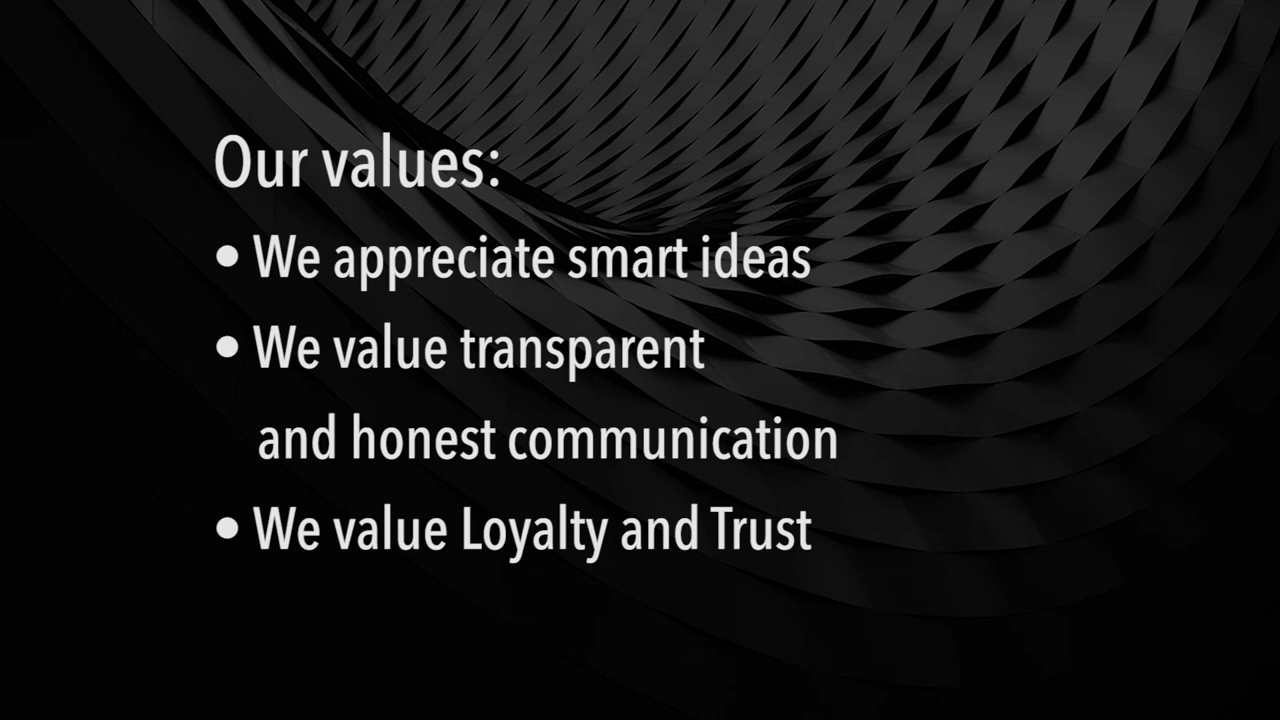 Our values:
• We appreciate smart ideas
• We value transparent
and honest communication
• We value Loyalty and Trust